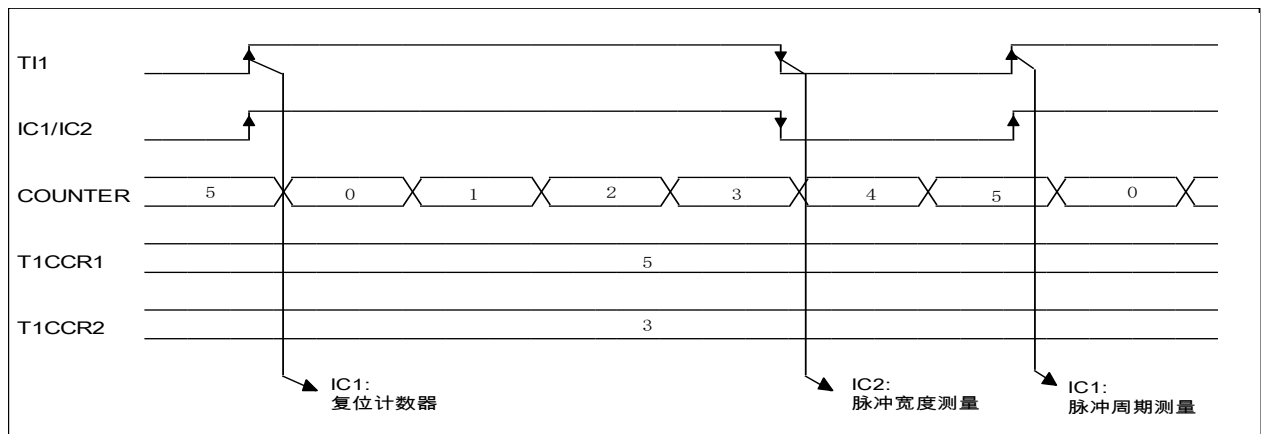 TI1
IC1/IC2
COUNTER 5 0 1 2 3 4 5 0
T1CCR1 5
T1CCR2 3
IC1:
复位计数器
IC2:
脉冲宽度测量
IC1:
脉冲周期测量